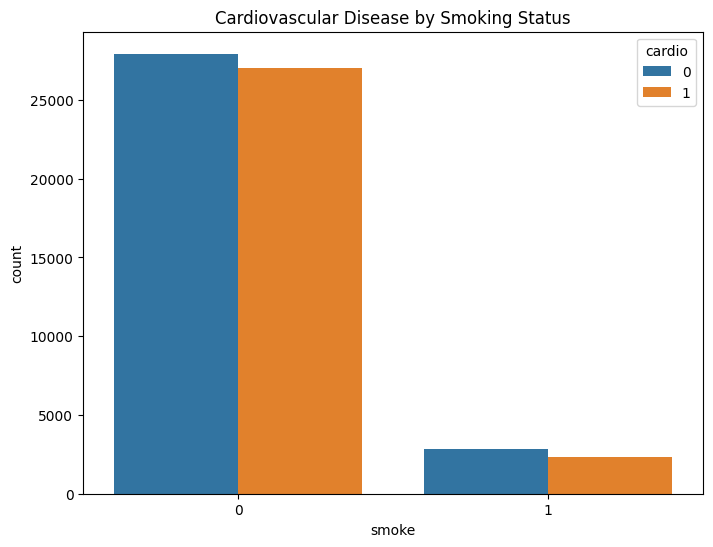 Cardiovascular Disease by Smoking Status
cardio
0
1
25000
20000
15000
10000
5000
0
count
0 1
smoke